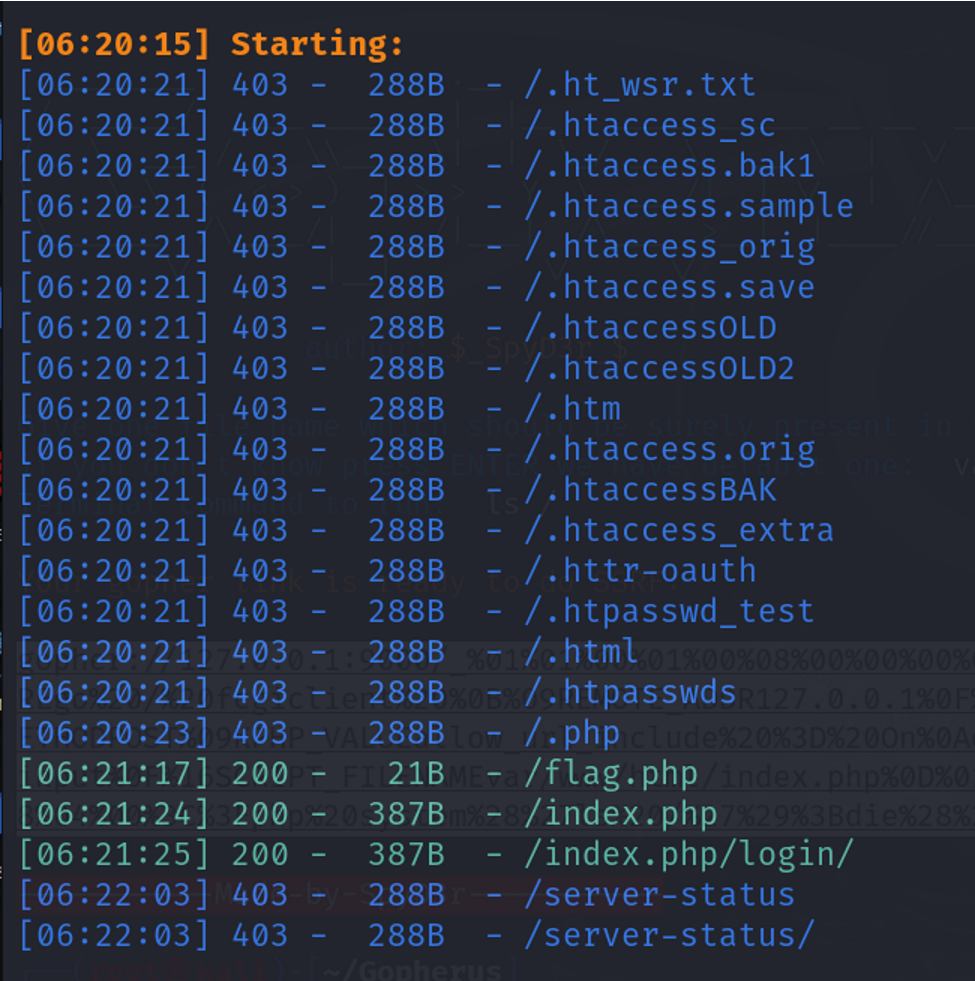 [06:20:15] Starting:
[06:20:21] 403 -  288B  - /.ht_wsr.txt
[06:20:21] 403 -  288B  - /.htaccess_sc
[06:20:21] 403 -  288B  - /.htaccess.bak1
[06:20:21] 403 -  288B  - /.htaccess.sample
[06:20:21] 403 -  288B  - /.htaccess_orig
[06:20:21] 403 -  288B  - /.htaccess.save
[06:20:21] 403 -  288B  - /.htaccessOLD
[06:20:21] 403 -  288B  - /.htaccessOLD2
[06:20:21] 403 -  288B  - /.htm
[06:20:21] 403 -  288B  - /.htaccess.orig
[06:20:21] 403 -  288B  - /.htaccessBAK
[06:20:21] 403 -  288B  - /.htaccess_extra
[06:20:21] 403 -  288B  - /.httr-oauth
[06:20:21] 403 -  288B  - /.htpasswd_test
[06:20:21] 403 -  288B  - /.html
[06:20:21] 403 -  288B  - /.htpasswds
[06:20:23] 403 -  288B  - /.php
[06:21:17] 200 -   21B  - /flag.php
[06:21:24] 200 -  387B  - /index.php
[06:21:25] 200 -  387B  - /index.php/login/
[06:22:03] 403 -  288B  - /server-status
[06:22:03] 403 -  288B  - /server-status/